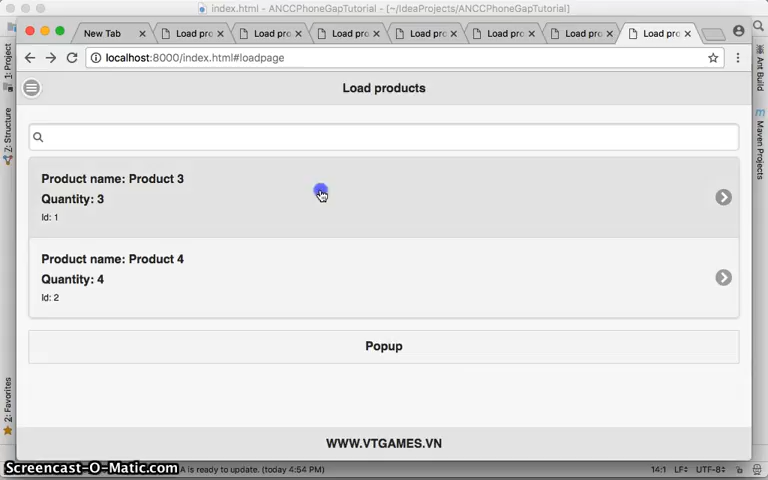 index.html - ANCCPhoneGapTutorial - [~/IdeaProjects/ANCCPhoneGapTutorial]
New Tab
Load pro
Load pro
Load pro
Load pro
Load pro
Load pro
Load pro
localhost:8000/index.html#loadpage
Load products
Product name: Product 3
Quantity: 3
Id: 1
Product name: Product 4
Quantity: 4
Id: 2
Popup
WWW.VTGAMES.VN
1: Project
7: Structure
2: Favorites
Ant Build
Maven Projects
Screencast-O-Matic.com
A is ready to update. (today 4:54 PM)
14:1 LF÷ UTF-8÷